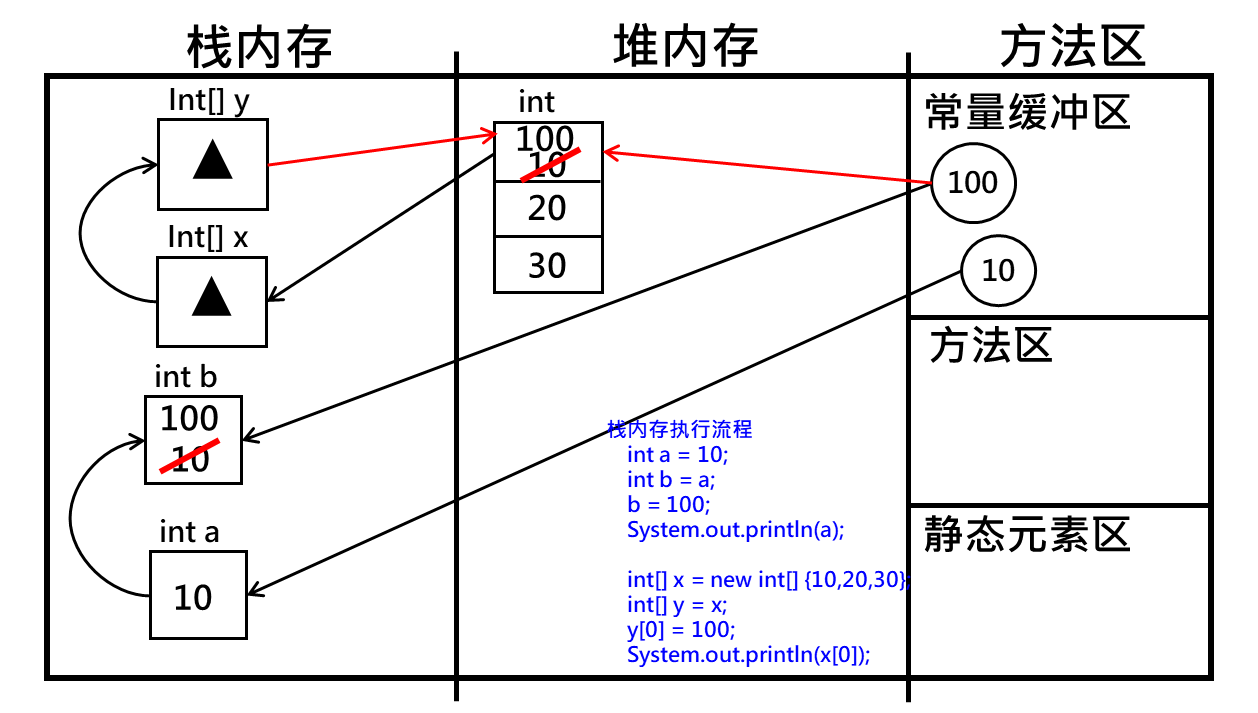 栈内存
堆内存
方法区
Int[] y
int
100
10
20
30
常量缓冲区
100
10
Int[] x
int b
100
10
int a
10
方法区
静态元素区
栈内存执行流程
int a = 10;
int b = a;
b = 100;
System.out.println(a);
int[] x = new int[] {10,20,30}
int[] y = x;
y[0] = 100;
System.out.println(x[0]);